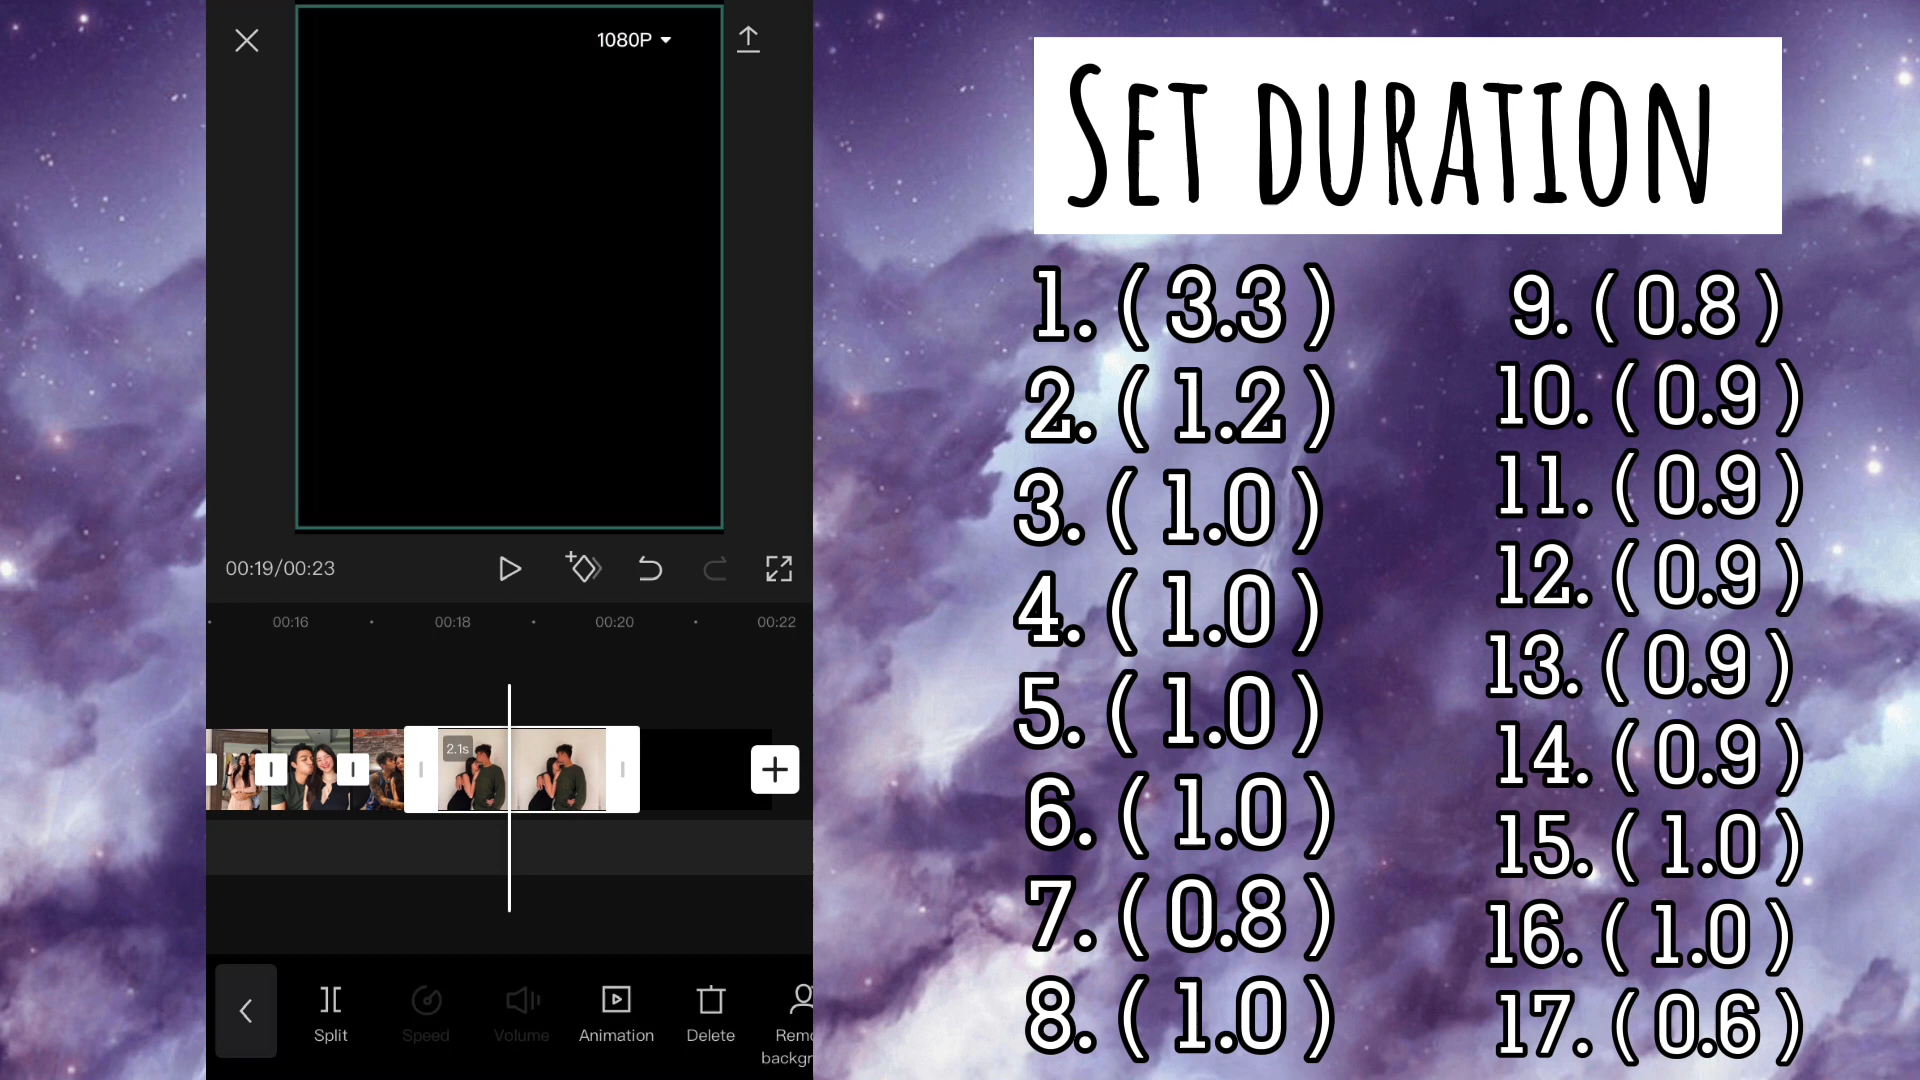 1080P
00:19/00:23
00:16
00:18
00:20
00:22
2.1s
Split
Speed
Volume
Animation
Delete
Remo
backgr
SET DURATION
1. ( 3.3 )
2. ( 1.2 )
3. ( 1.0 )
4. ( 1.0 )
5. ( 1.0 )
6. ( 1.0 )
7. ( 0.8 )
8. ( 1.0 )
9. ( 0.8 )
10. ( 0.9 )
11. ( 0.9 )
12. ( 0.9 )
13. ( 0.9 )
14. ( 0.9 )
15. ( 1.0 )
16. ( 1.0 )
17. ( 0.6 )